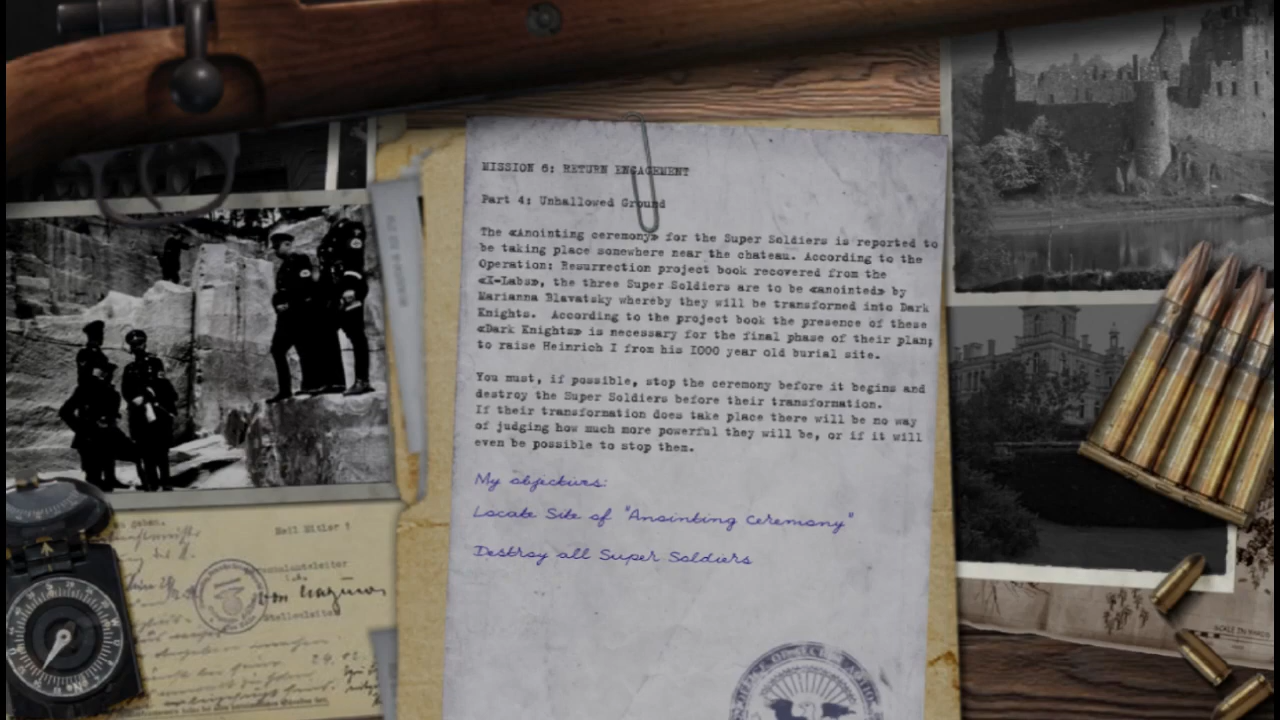 MISSION 6: RETURN ENGAGEMENT
Part 4: Unhallowed Ground
The «Anointing ceremony» for the Super Soldiers is reported to
be taking place somewhere near the chateau. According to the
Operation: Resurrection project book recovered from the
«X-Labs», the three Super Soldiers are to be «anointed» by
Marianna Blavatsky whereby they will be transformed into Dark
Knights. According to the project book the presence of these
«Dark Knights» is necessary for the final phase of their plan;
to raise Heinrich I from his 1000 year old burial site.
You must, if possible, stop the ceremony before it begins and
destroy the Super Soldiers before their transformation.
If their transformation does take place there will be no way
of judging how much more powerful they will be, or if it will
even be possible to stop them.
My objectives:
Locate Site of "Anointing Ceremony"
Destroy all Super Soldiers
Heil Hitler !
Stellenleiter